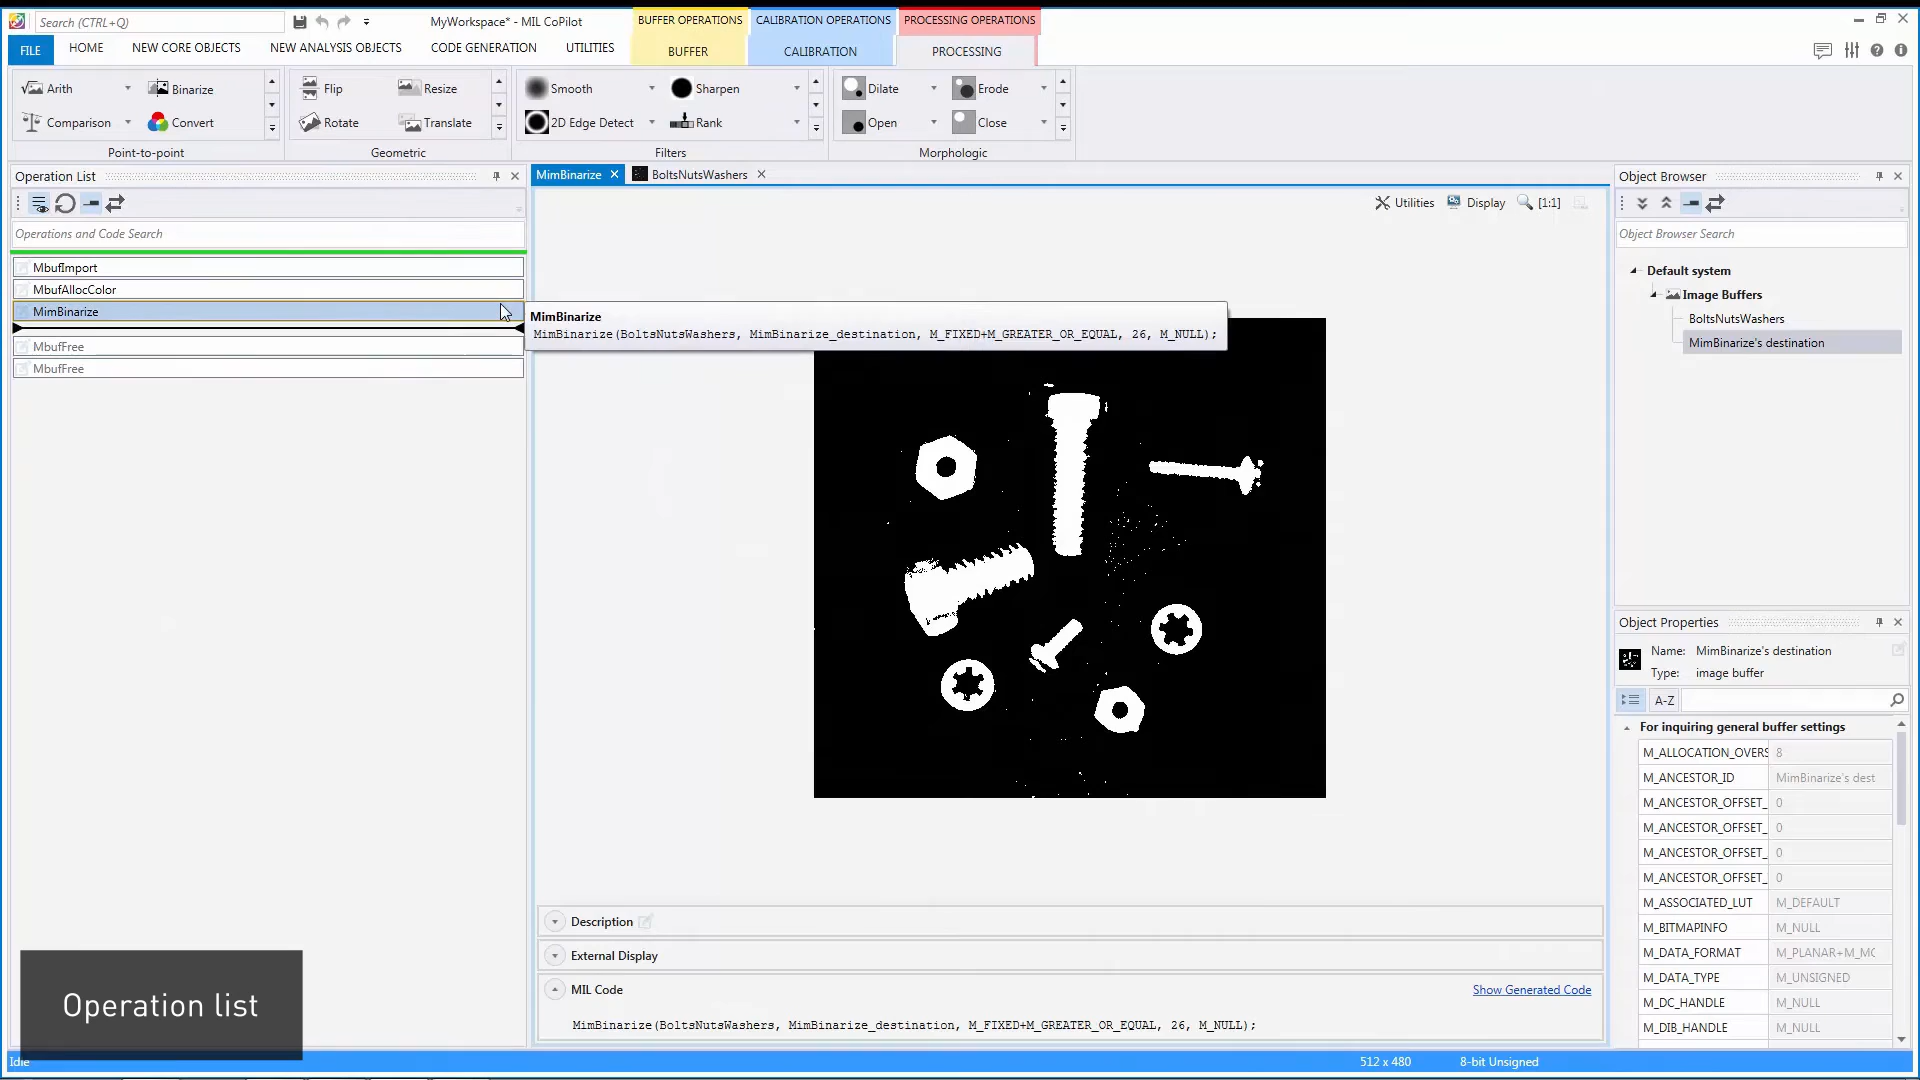 Search (CTRL+Q)
MyWorkspace* - MIL CoPilot
BUFFER OPERATIONS
CALIBRATION OPERATIONS
PROCESSING OPERATIONS
FILE
HOME
NEW CORE OBJECTS
NEW ANALYSIS OBJECTS
CODE GENERATION
UTILITIES
BUFFER
CALIBRATION
PROCESSING
Arith
Binarize
Flip
Resize
Smooth
Sharpen
Dilate
Erode
Comparison
Convert
Rotate
Translate
2D Edge Detect
Rank
Open
Close
Point-to-point
Geometric
Filters
Morphologic
Operation List
MimBinarize
BoltsNutsWashers
Object Browser
Utilities
Display
[1:1]
Operations and Code Search
Object Browser Search
MbufImport
MbufAllocColor
MimBinarize
MbufFree
MbufFree
MimBinarize
MimBinarize(BoltsNutsWashers, MimBinarize_destination, M_FIXED+M_GREATER_OR_EQUAL, 26, M_NULL);
Default system
Image Buffers
BoltsNutsWashers
MimBinarize's destination
Object Properties
Name: MimBinarize's destination
Type: image buffer
A-Z
For inquiring general buffer settings
M_ALLOCATION_OVERS 8
M_ANCESTOR_ID MimBinarize's dest
M_ANCESTOR_OFFSET_ 0
M_ANCESTOR_OFFSET_ 0
M_ANCESTOR_OFFSET_ 0
M_ANCESTOR_OFFSET_ 0
M_ASSOCIATED_LUT M_DEFAULT
M_BITMAPINFO M_NULL
M_DATA_FORMAT M_PLANAR+M_MC
M_DATA_TYPE M_UNSIGNED
M_DC_HANDLE M_NULL
M_DIB_HANDLE M_NULL
Description
External Display
MIL Code
Show Generated Code
MimBinarize(BoltsNutsWashers, MimBinarize_destination, M_FIXED+M_GREATER_OR_EQUAL, 26, M_NULL);
Operation list
Idle
512 x 480
8-bit Unsigned